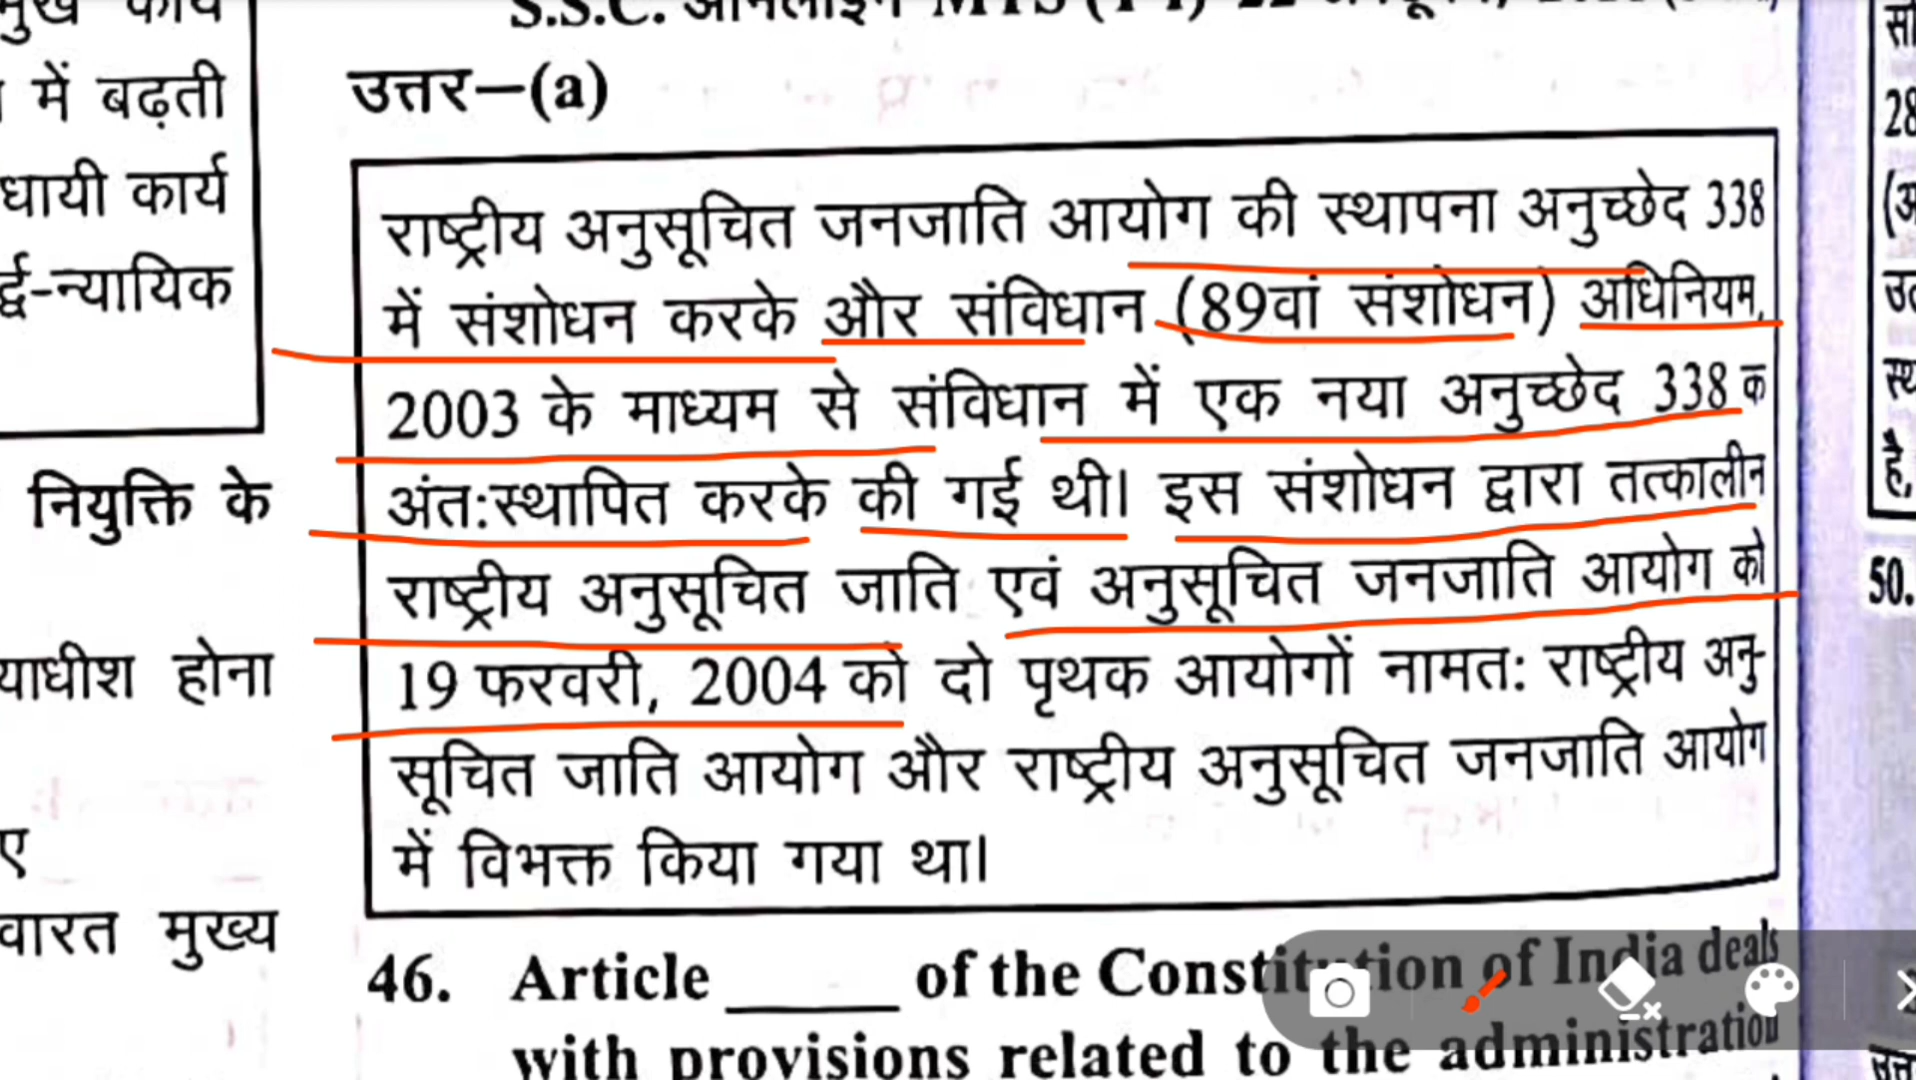 में बढ़ती
धायी कार्य
र्द्ध-न्यायिक
नियुक्ति के
याधीश होना
ए
वारत मुख्य
उत्तर–(a)
राष्ट्रीय अनुसूचित जनजाति आयोग की स्थापना अनुच्छेद 338
में संशोधन करके और संविधान (89वां संशोधन) अधिनियम,
2003 के माध्यम से संविधान में एक नया अनुच्छेद 338 क
अंत:स्थापित करके की गई थी। इस संशोधन द्वारा तत्कालीन
राष्ट्रीय अनुसूचित जाति एवं अनुसूचित जनजाति आयोग को
19 फरवरी, 2004 को दो पृथक आयोगों नामत: राष्ट्रीय अनु-
सूचित जाति आयोग और राष्ट्रीय अनुसूचित जनजाति आयोग
में विभक्त किया गया था।
46. Article _____ of the Constitution of India deals
with provisions related to the administration
28
है,
50.